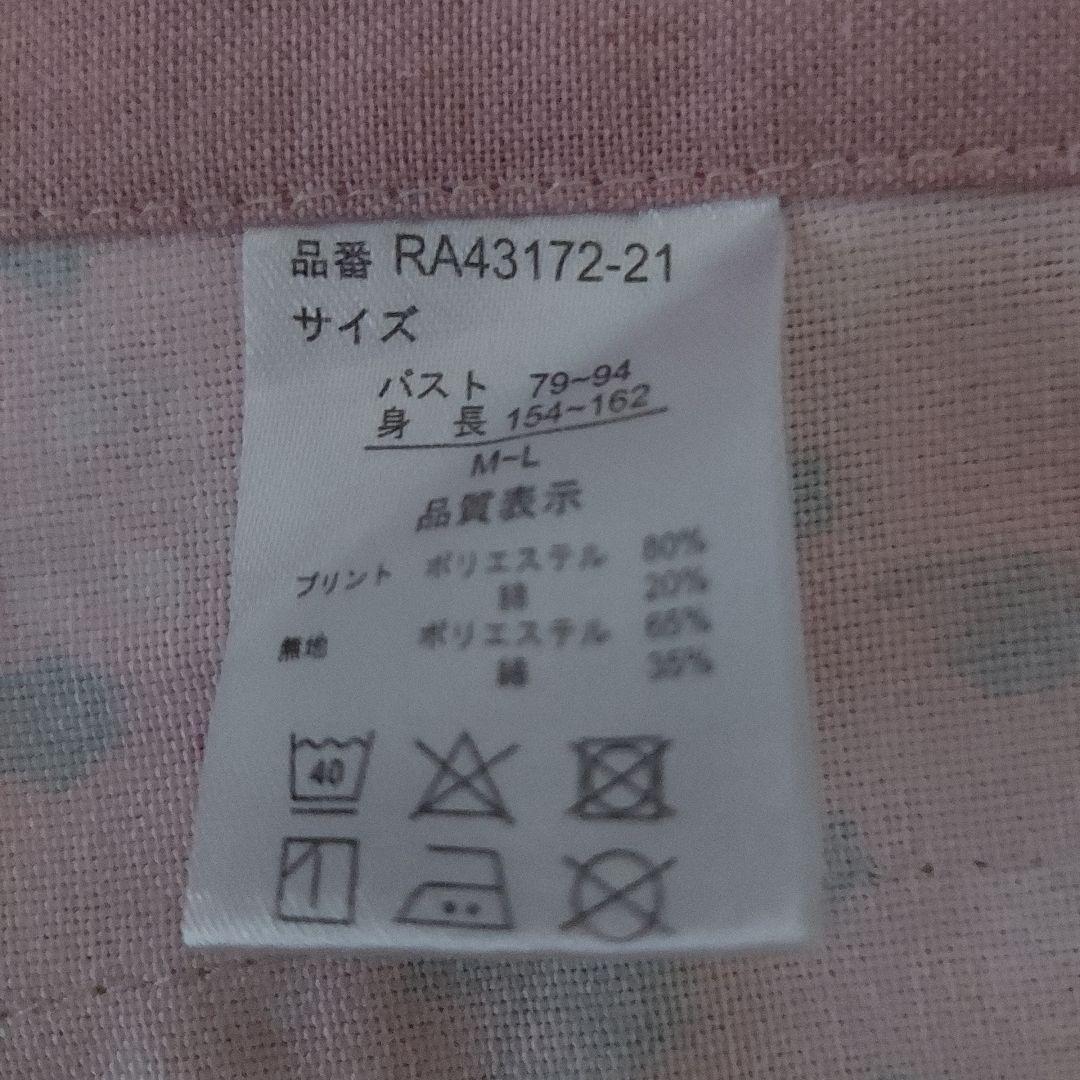 品番 RA43172-21
サイズ
バスト 79~94
身 長 154~162
M~L
品質表示
プリント ポリエステル 80%
綿 20%
無地 ポリエステル 65%
綿 35%
40